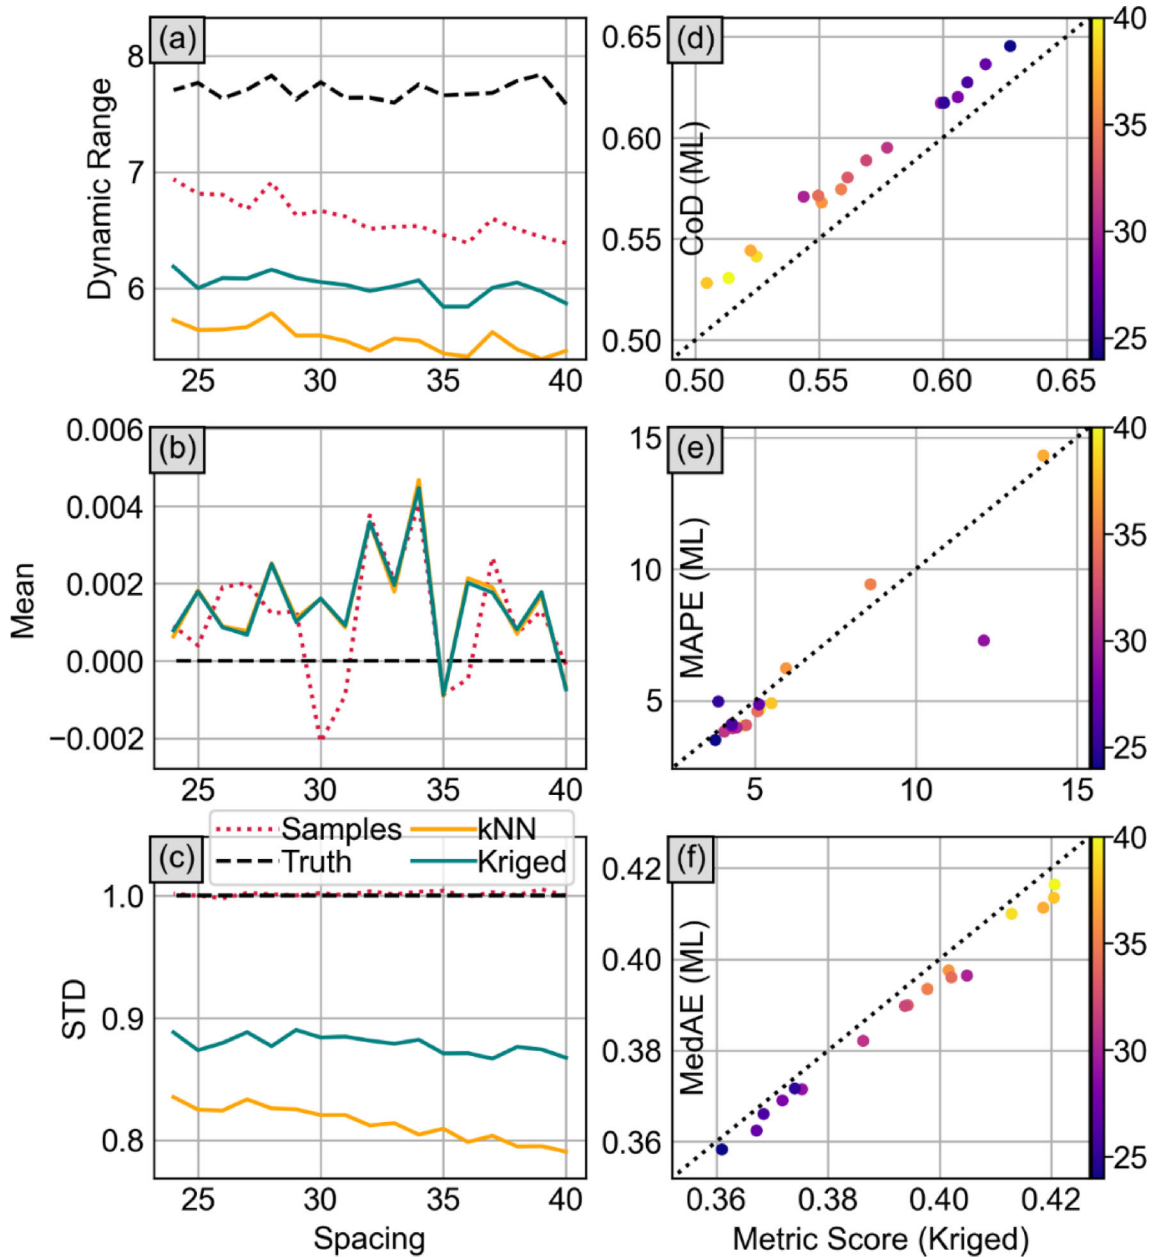 (a)
Dynamic Range
8
7
6
25 30 35 40
(b)
Mean
0.006
0.004
0.002
0.000
−0.002
25 30 35 40
Samples kNN
Truth Kriged
(c)
STD
1.0
0.9
0.8
25 30 35 40
Spacing
(d)
CoD (ML)
0.65
0.60
0.55
0.50
0.50 0.55 0.60 0.65
40
35
30
25
(e)
MAPE (ML)
15
10
5
5 10 15
40
35
30
25
(f)
MedAE (ML)
0.42
0.40
0.38
0.36
0.36 0.38 0.40 0.42
Metric Score (Kriged)
40
35
30
25